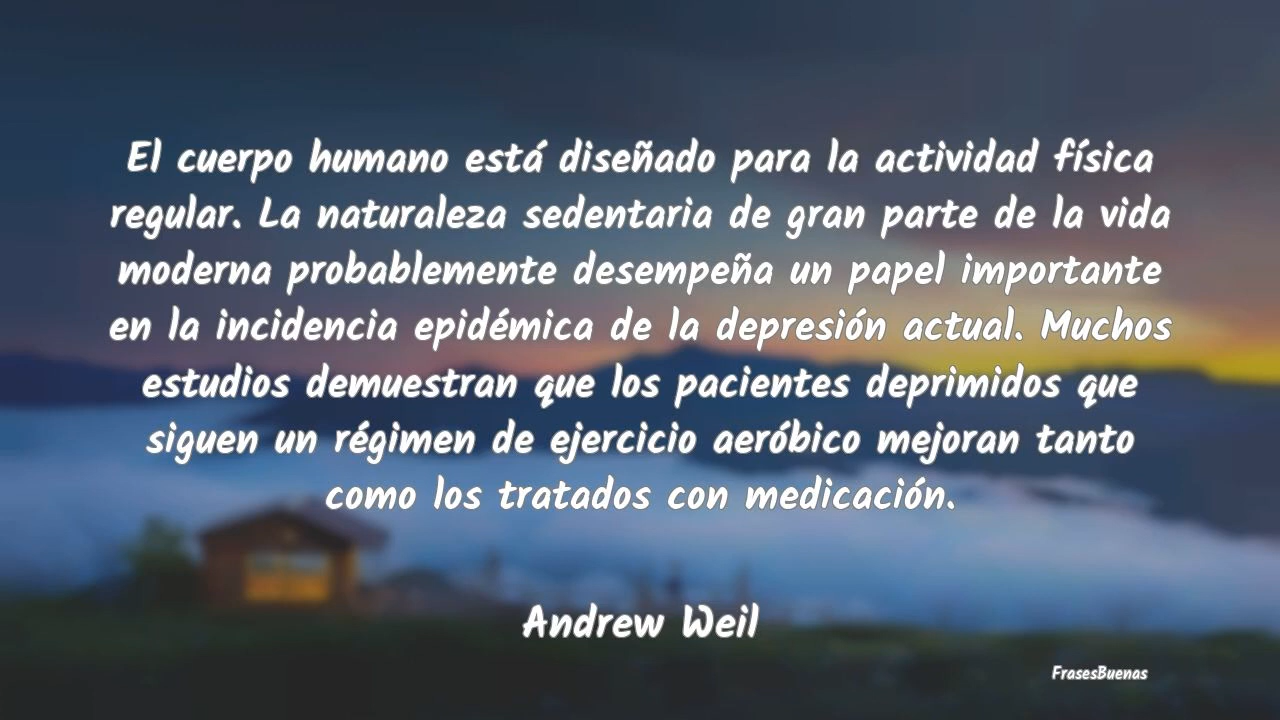 El cuerpo humano está diseñado para la actividad física
regular. La naturaleza sedentaria de gran parte de la vida
moderna probablemente desempeña un papel importante
en la incidencia epidémica de la depresión actual. Muchos
estudios demuestran que los pacientes deprimidos que
siguen un régimen de ejercicio aeróbico mejoran tanto
como los tratados con medicación.
Andrew Weil
FrasesBuenas